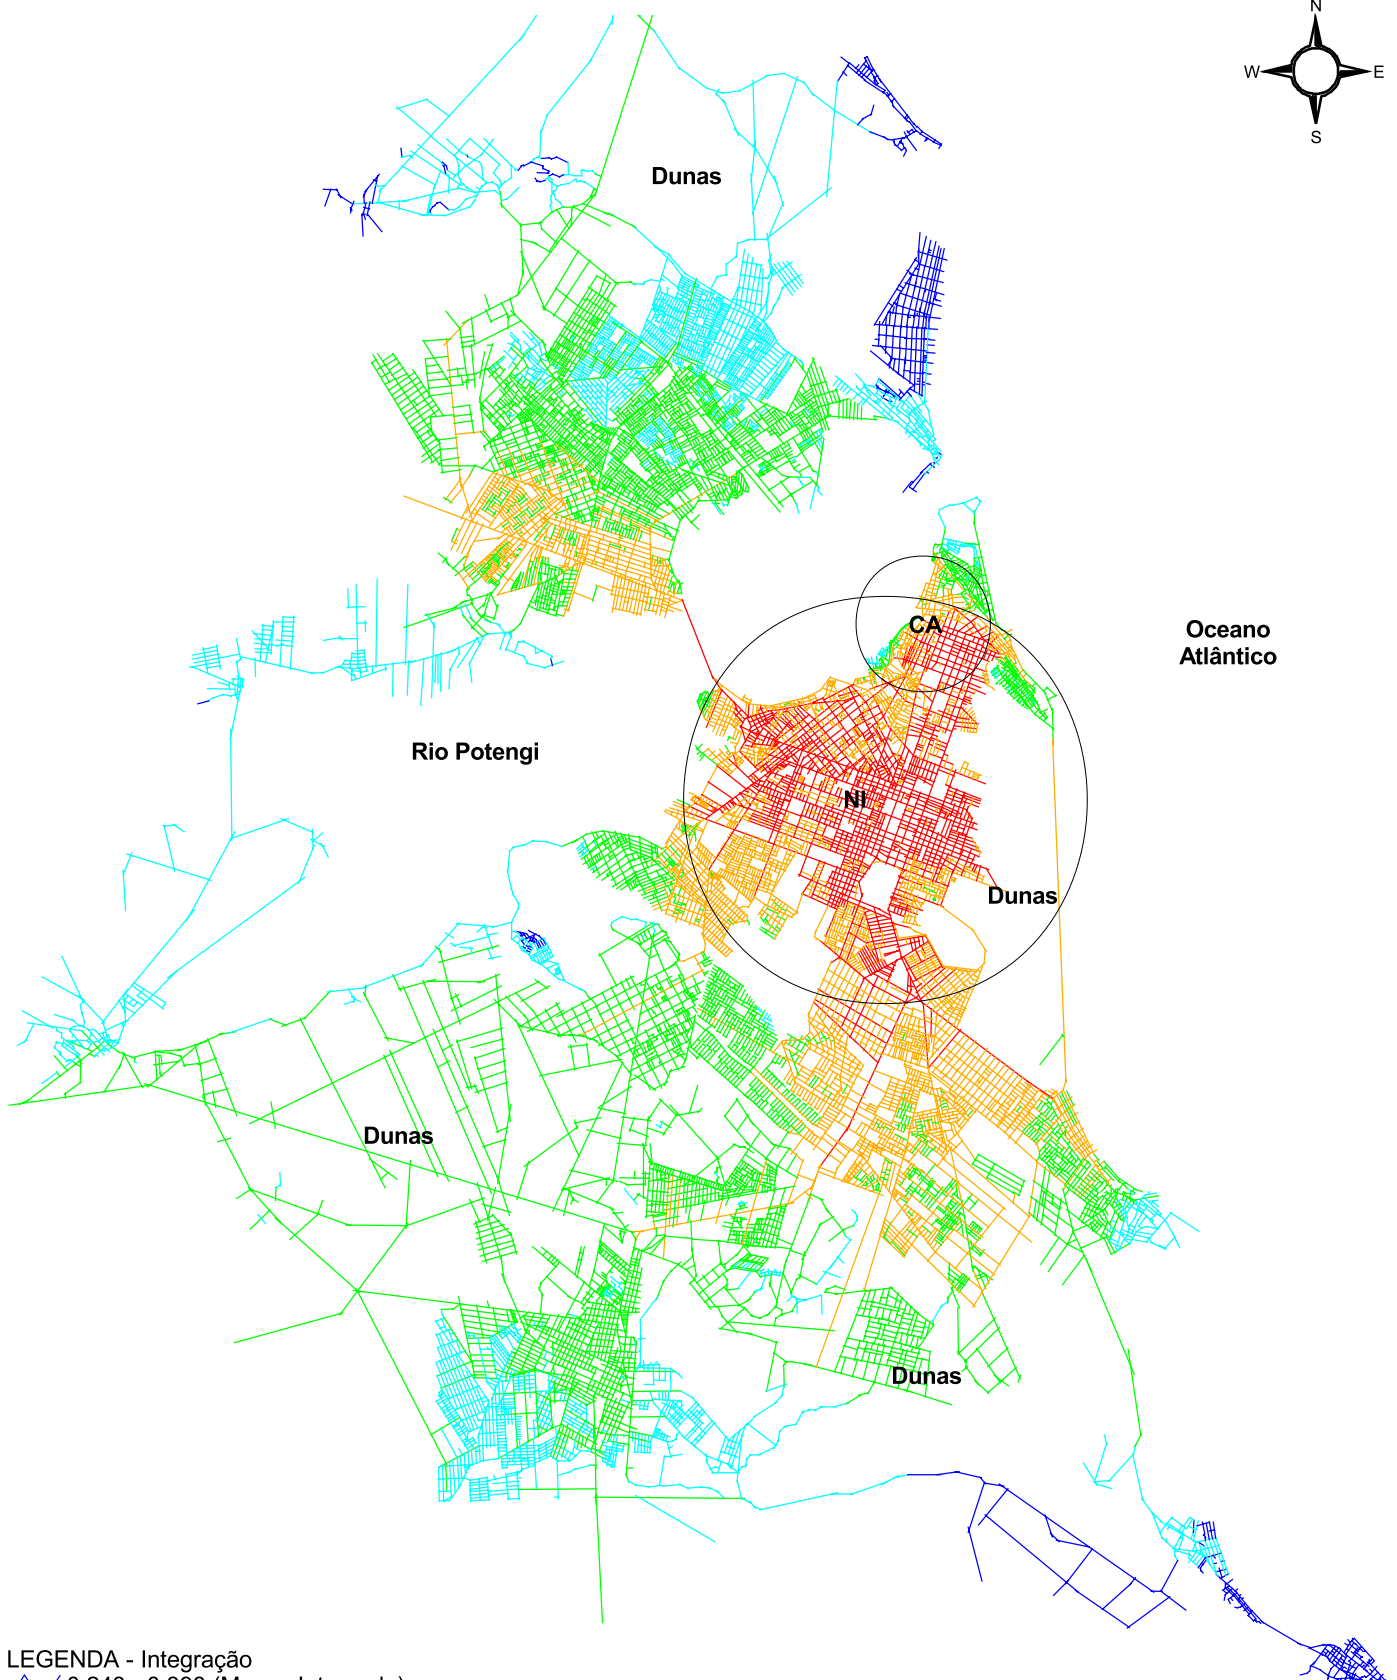 N
W E
S
Dunas
CA
Oceano
Atlântico
Rio Potengi
NI
Dunas
Dunas
Dunas
LEGENDA - Integração